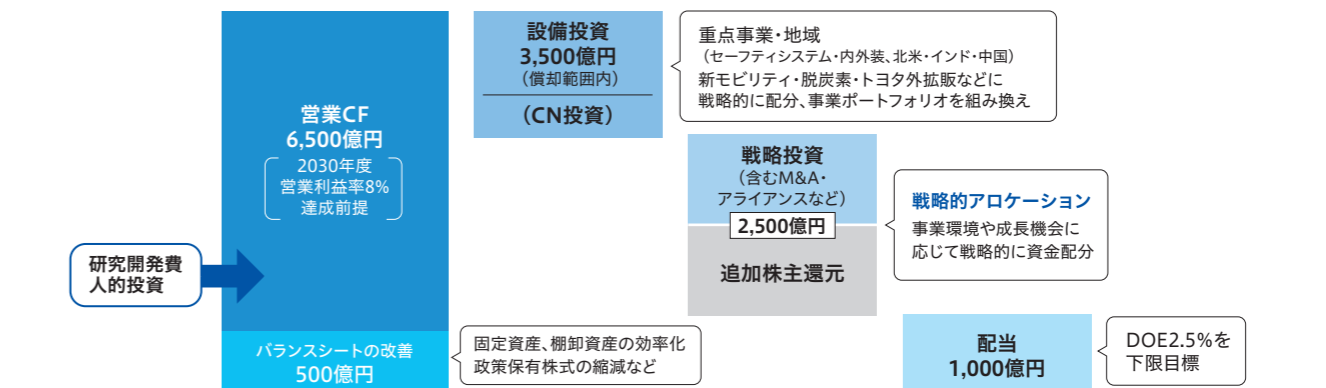 研究開発費
人的投資
営業CF
6,500億円
2030年度
営業利益率8%
達成前提
バランスシートの改善
500億円
固定資産、棚卸資産の効率化
政策保有株式の縮減など
設備投資
3,500億円
（償却範囲内）
（CN投資）
重点事業・地域
（セーフティシステム・内外装、北米・インド・中国）
新モビリティ・脱炭素・トヨタ外拡販などに
戦略的に配分、事業ポートフォリオを組み換え
戦略投資
（含むM&A・
アライアンスなど）
2,500億円
追加株主還元
戦略的アロケーション
事業環境や成長機会に
応じて戦略的に資金配分
配当
1,000億円
DOE2.5%を
下限目標